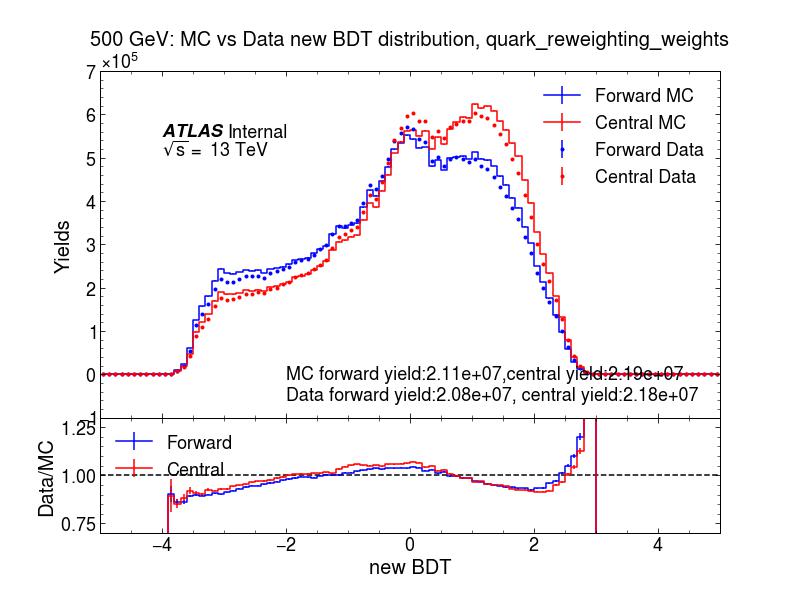 500 GeV: MC vs Data new BDT distribution, quark_reweighting_weights
×10⁵
7
6
5
4
3
2
1
0
−1
Yields
ATLAS Internal
√s = 13 TeV
Forward MC
Central MC
Forward Data
Central Data
MC forward yield:2.11e+07,central yield:2.19e+07
Data forward yield:2.08e+07, central yield:2.18e+07
1.25
1.00
0.75
Data/MC
Forward
Central
−4 −2 0 2 4
new BDT